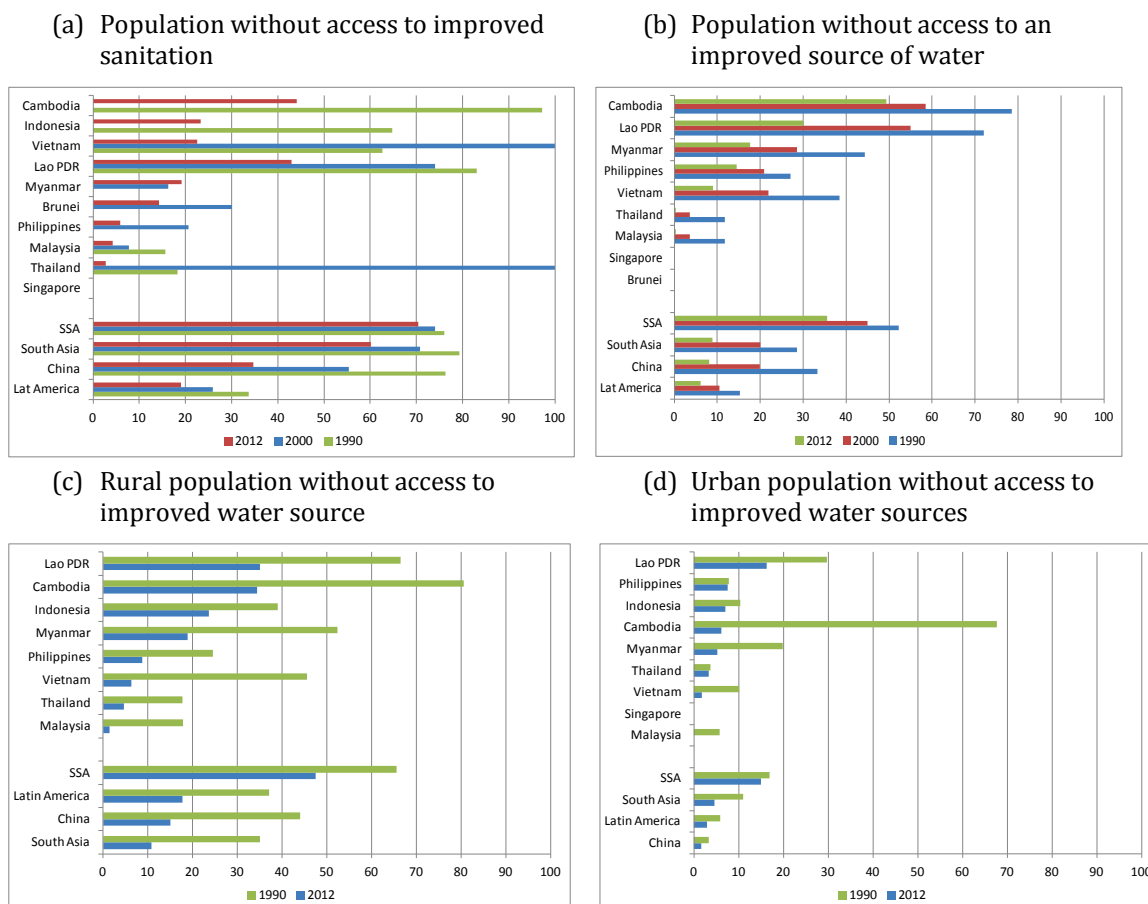 (a) Population without access to improved
sanitation
Cambodia
Indonesia
Vietnam
Lao PDR
Myanmar
Brunei
Philippines
Malaysia
Thailand
Singapore
SSA
South Asia
China
Lat America
0 10 20 30 40 50 60 70 80 90 100
2012 2000 1990
(b) Population without access to an
improved source of water
Cambodia
Lao PDR
Myanmar
Philippines
Vietnam
Thailand
Malaysia
Singapore
Brunei
SSA
South Asia
China
Lat America
0 10 20 30 40 50 60 70 80 90 100
2012 2000 1990
(c) Rural population without access to
improved water source
Lao PDR
Cambodia
Indonesia
Myanmar
Philippines
Vietnam
Thailand
Malaysia
SSA
Latin America
China
South Asia
0 10 20 30 40 50 60 70 80 90 100
1990 2012
(d) Urban population without access to
improved water sources
Lao PDR
Philippines
Indonesia
Cambodia
Myanmar
Thailand
Vietnam
Singapore
Malaysia
SSA
South Asia
Latin America
China
0 10 20 30 40 50 60 70 80 90 100
1990 2012